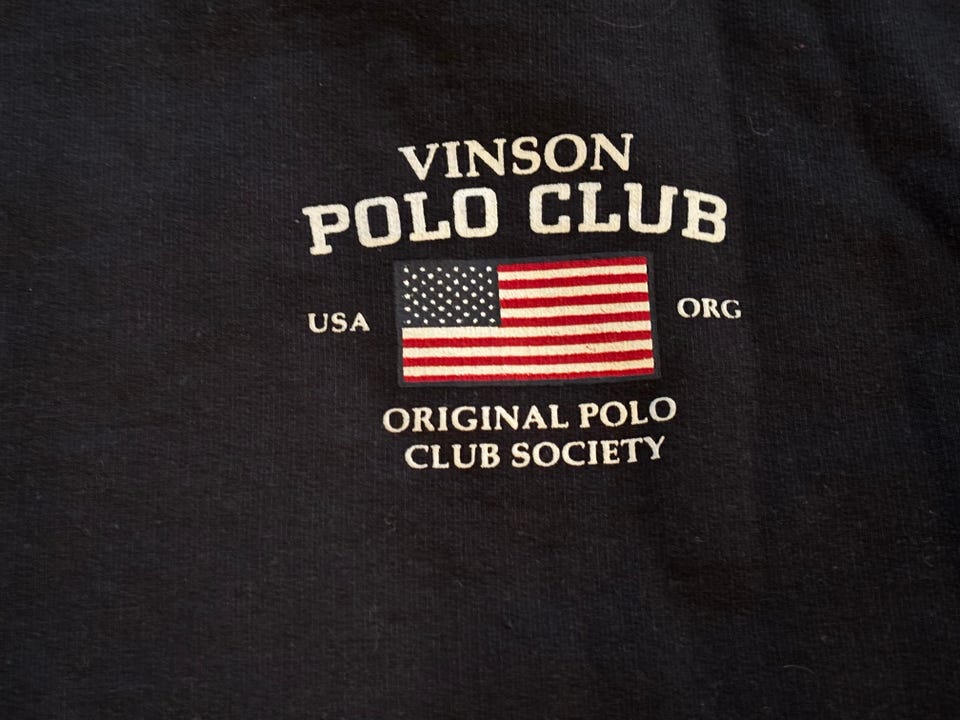 VINSON
POLO CLUB
USA ORG
ORIGINAL POLO
CLUB SOCIETY